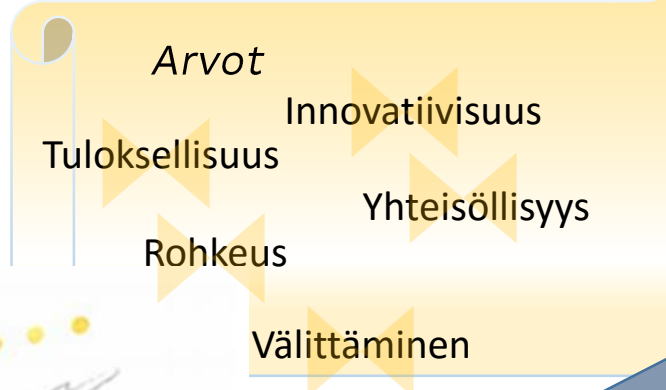 Arvot
Innovatiivisuus
Tuloksellisuus
Yhteisöllisyys
Rohkeus
Välittäminen